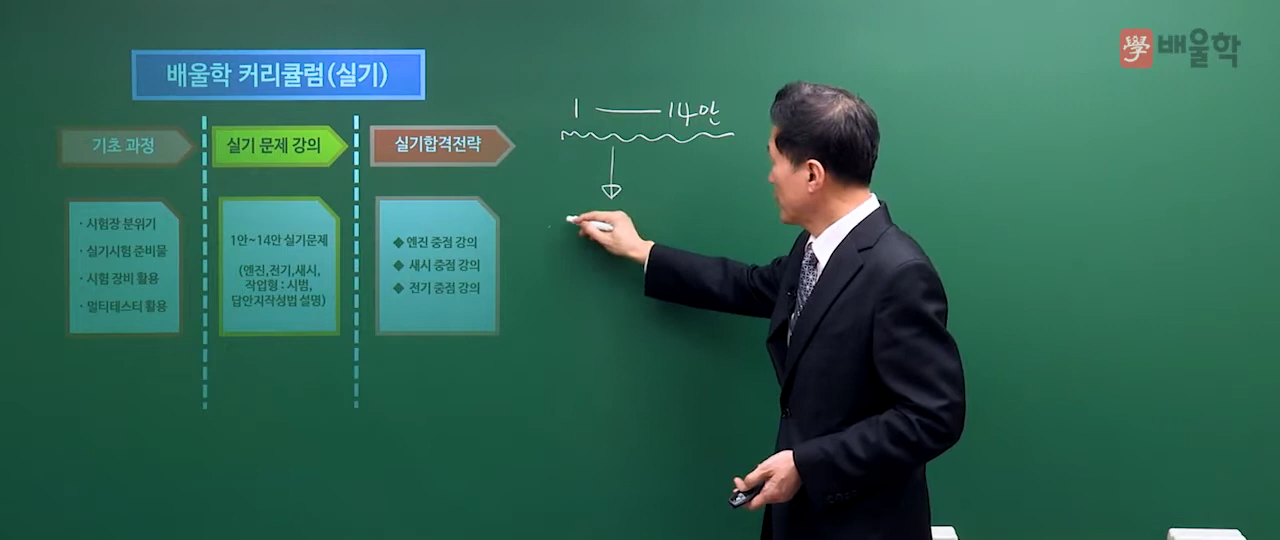 學 배울학
배울학 커리큘럼(실기)
1 — 14안
기초 과정
실기 문제 강의
실기합격전략
· 시험장 분위기
· 실기시험 준비물
· 시험 장비 활용
· 멀티테스터 활용
1안~14안 실기문제
(엔진,전기,섀시,
작업형 : 시범,
답안지작성법 설명)
◆ 엔진 중점 강의
◆ 섀시 중점 강의
◆ 전기 중점 강의